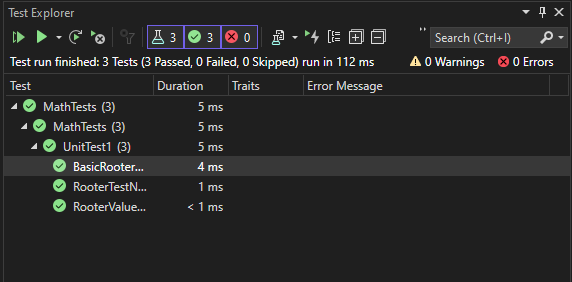 Test Explorer
3 3 0 " Search (Ctrl+I)
Test run finished: 3 Tests (3 Passed, 0 Failed, 0 Skipped) run in 112 ms 0 Warnings 0 Errors
Test Duration Traits Error Message
MathTests (3) 5 ms
MathTests (3) 5 ms
UnitTest1 (3) 5 ms
BasicRooter... 4 ms
RooterTestN... 1 ms
RooterValue... < 1 ms